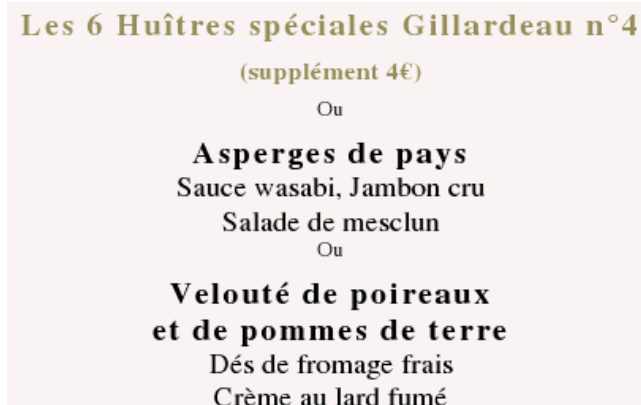 Les 6 Huîtres spéciales Gillardeau n°4
(supplément 4€)
Ou
Asperges de pays
Sauce wasabi, Jambon cru
Salade de mesclun
Ou
Velouté de poireaux
et de pommes de terre
Dés de fromage frais
Crème au lard fumé